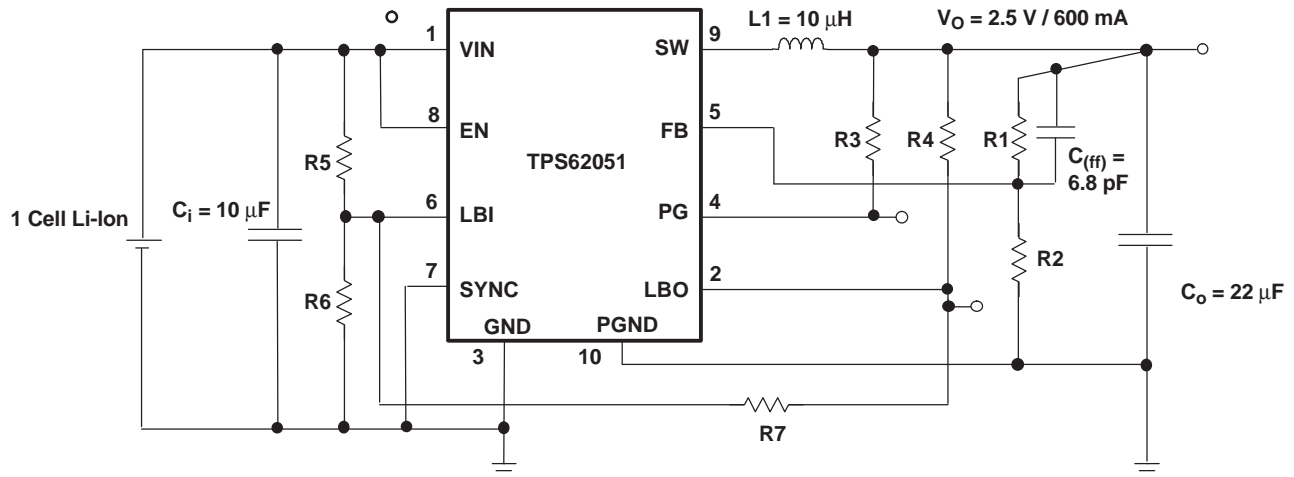 L1 = 10 μH
VO = 2.5 V / 600 mA
1
VIN
SW
9
8
EN
FB
5
R5
TPS62051
R3
R4
R1
C(ff) =
6.8 pF
1 Cell Li-Ion
Ci = 10 μF
6
LBI
PG
4
R2
7
SYNC
LBO
2
R6
Co = 22 μF
GND
PGND
3
10
R7